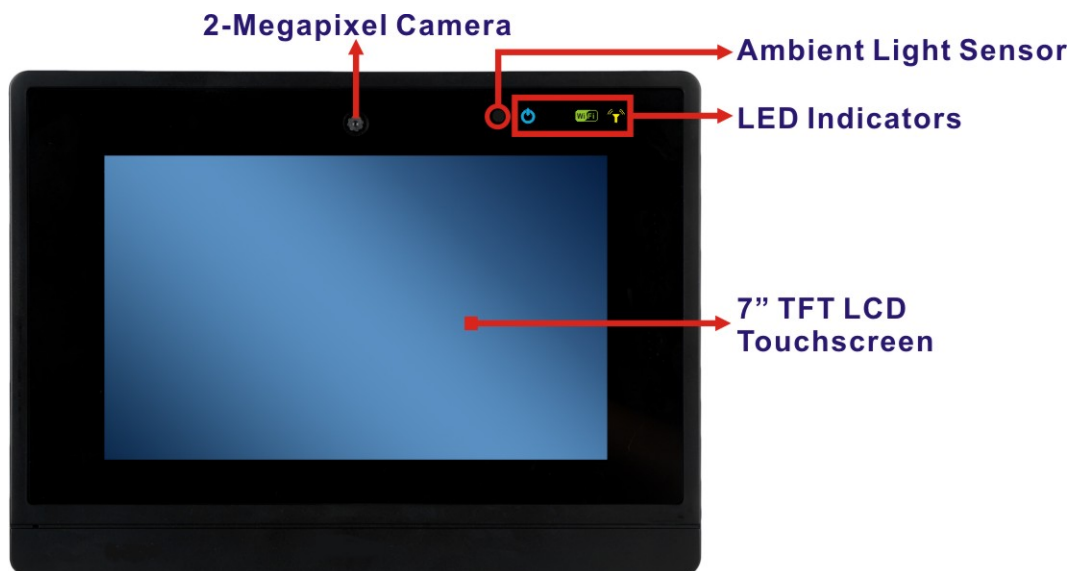 2-Megapixel Camera
Ambient Light Sensor
WiFi
LED Indicators
7” TFT LCD
Touchscreen